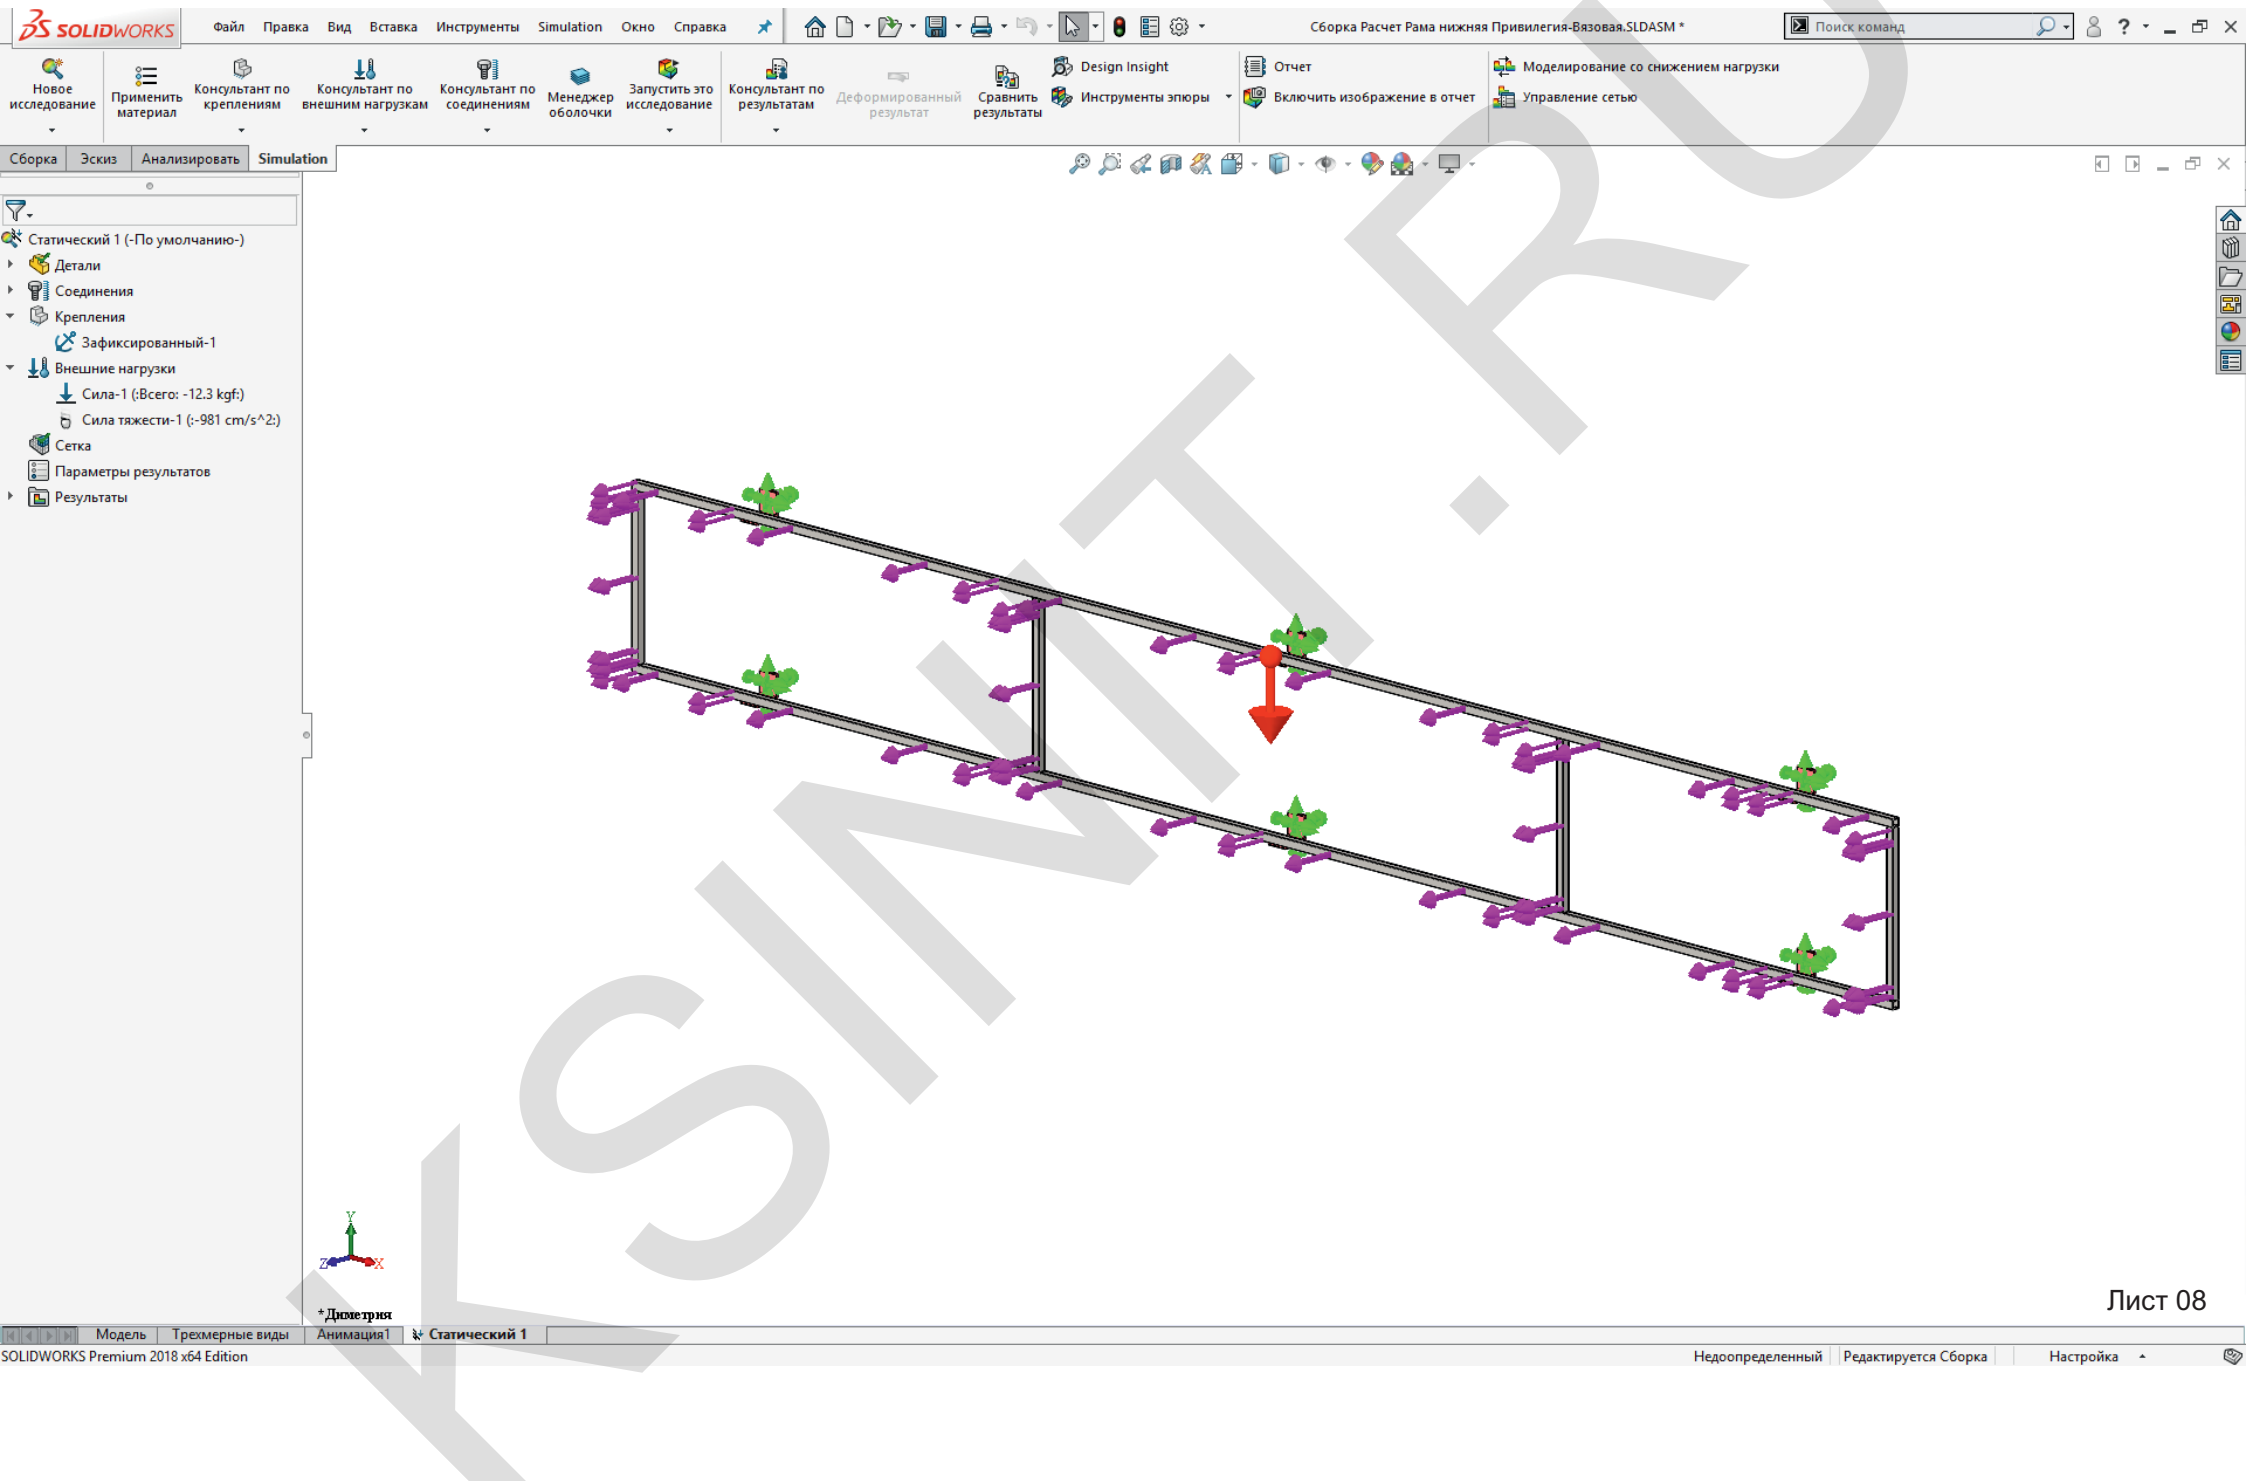 SOLIDWORKS
Файл Правка Вид Вставка Инструменты Simulation Окно Справка
Сборка Расчет Рама нижняя Привилегия-Вязовая.SLDASM *
Поиск команд
Новое исследование
Применить материал
Консультант по креплениям
Консультант по внешним нагрузкам
Консультант по соединениям
Менеджер оболочки
Запустить это исследование
Консультант по результатам
Деформированный результат
Сравнить результаты
Design Insight
Инструменты эпюры
Отчет
Включить изображение в отчет
Моделирование со снижением нагрузки
Управление сетью
Сборка Эскиз Анализировать Simulation
Статический 1 (-По умолчанию-)
Детали
Соединения
Крепления
Зафиксированный-1
Внешние нагрузки
Сила-1 (:Всего: -12.3 kgf:)
Сила тяжести-1 (:-981 cm/s^2:)
Сетка
Параметры результатов
Результаты
KSIMT.RU
Y
Z X
*Диметрия
Лист 08
Модель Трехмерные виды Анимация1 Статический 1
SOLIDWORKS Premium 2018 x64 Edition
Недоопределенный Редактируется Сборка Настройка